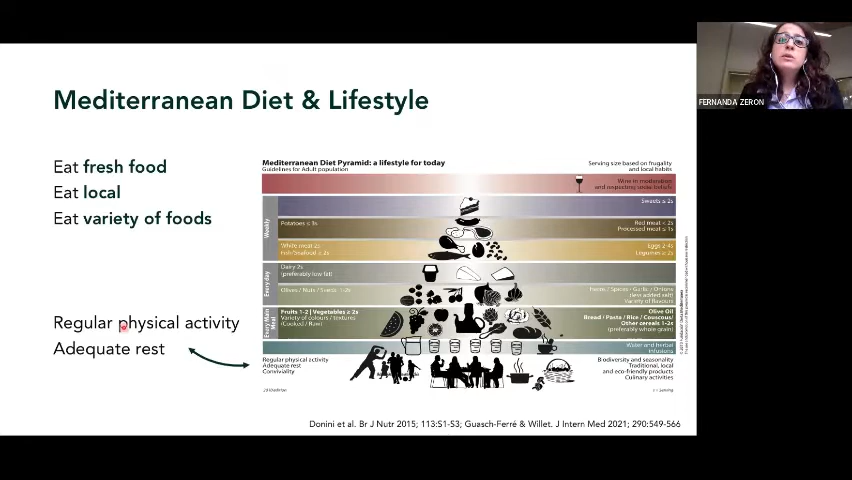 FERNANDA ZERON
Mediterranean Diet & Lifestyle
Eat fresh food
Eat local
Eat variety of foods
Regular physical activity
Adequate rest
Mediterranean Diet Pyramid: a lifestyle for today
Guidelines for Adult population
Serving size based on frugality
and local habits
Wine in moderation
and respecting social beliefs
Weekly
Sweets ≤ 2s
Potatoes ≤ 3s
Red meat < 2s
Processed meat ≤ 1s
White meat 2s
Fish/Seafood ≥ 2s
Eggs 2-4s
Legumes ≥ 2s
Every day
Dairy 2s
(preferably low fat)
Olives / Nuts / Seeds 1-2s
Herbs / Spices / Garlic / Onions
(less added salt)
Variety of flavours
Every Main
Meal
Fruits 1-2 | Vegetables ≥ 2s
Variety of colours / textures
(Cooked / Raw)
Olive Oil
Bread / Pasta / Rice / Couscous/
Other cereals 1-2s
(preferably whole grain)
Water and herbal
infusions
Regular physical activity
Adequate rest
Conviviality
Biodiversity and seasonality
Traditional, local
and eco-friendly products
Culinary activities
s = Serving
Donini et al. Br J Nutr 2015; 113:S1-S3; Guasch-Ferré & Willet. J Intern Med 2021; 290:549-566